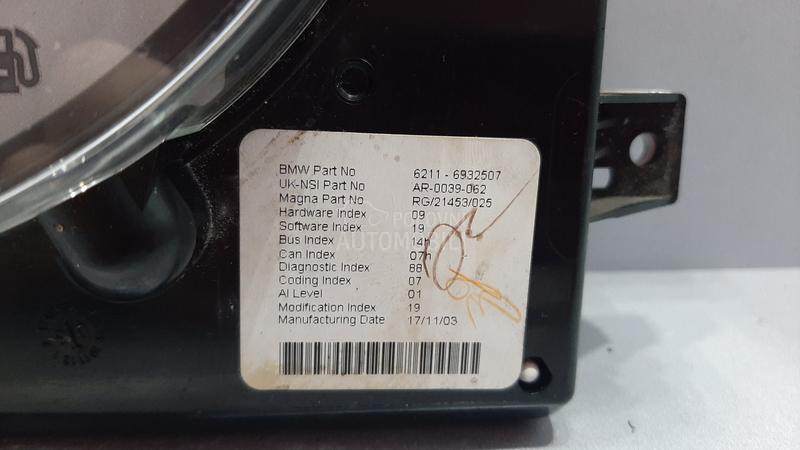 BMW Part No 6211 - 6932507
UK-NSI Part No AR-0039-062
Magna Part No RG/21453/025
Hardware Index 09
Software Index 19
Bus Index 14h
Can Index 07h
Diagnostic Index 88
Coding Index 07
AI Level 01
Modification Index 19
Manufacturing Date 17/11/03
POLOVNI
AUTOMOBILI